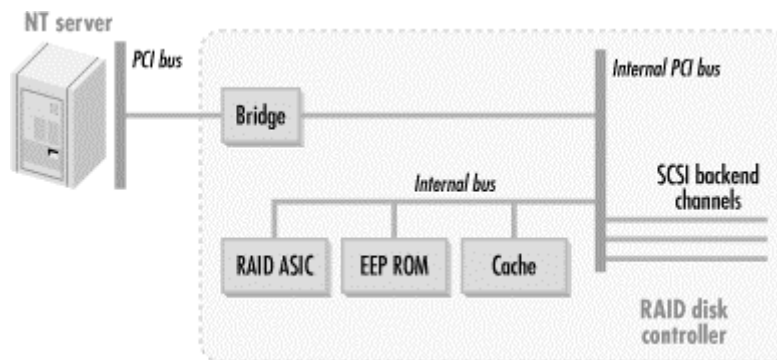 NT server
PCI bus
Internal PCI bus
Bridge
Internal bus
SCSI backend
channels
RAID ASIC
EEP ROM
Cache
RAID disk
controller